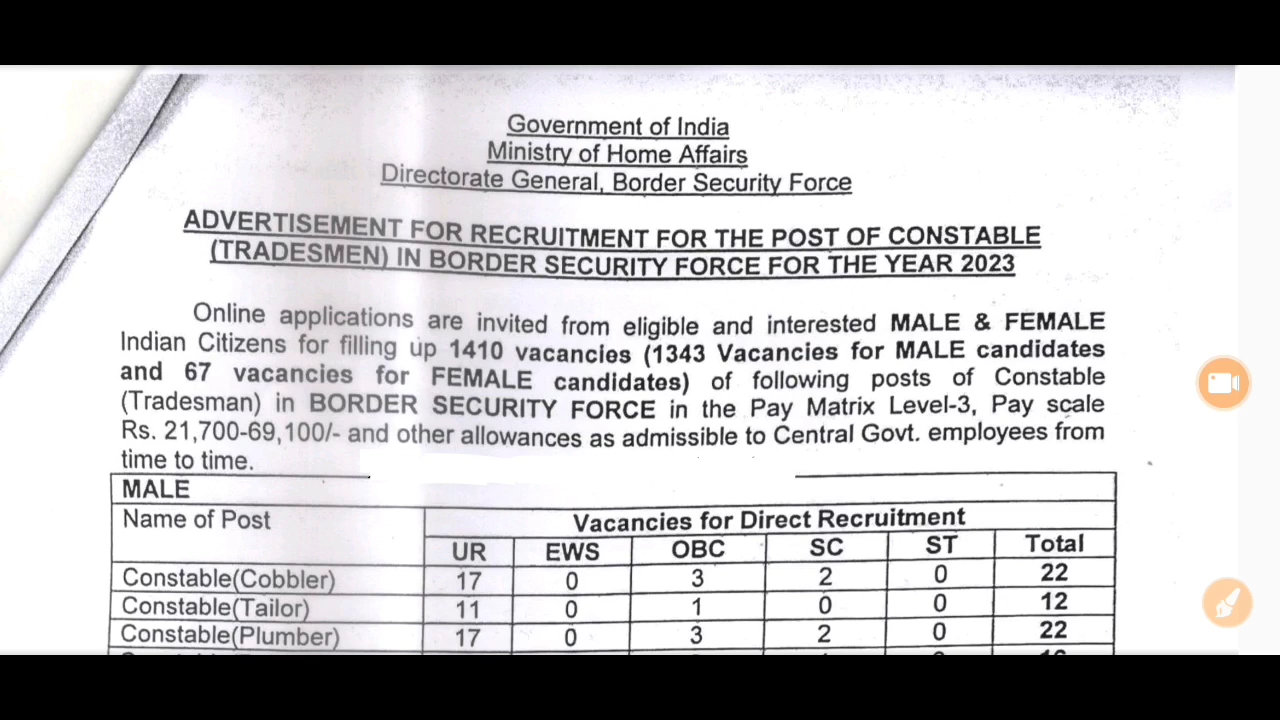 Government of India
Ministry of Home Affairs
Directorate General, Border Security Force
ADVERTISEMENT FOR RECRUITMENT FOR THE POST OF CONSTABLE
(TRADESMEN) IN BORDER SECURITY FORCE FOR THE YEAR 2023
Online applications are invited from eligible and interested MALE & FEMALE
Indian Citizens for filling up 1410 vacancies (1343 Vacancies for MALE candidates
and 67 vacancies for FEMALE candidates) of following posts of Constable
(Tradesman) in BORDER SECURITY FORCE in the Pay Matrix Level-3, Pay scale
Rs. 21,700-69,100/- and other allowances as admissible to Central Govt. employees from
time to time.
MALE
Name of Post Vacancies for Direct Recruitment
UR EWS OBC SC ST Total
Constable(Cobbler) 17 0 3 2 0 22
Constable(Tailor) 11 0 1 0 0 12
Constable(Plumber) 17 0 3 2 0 22